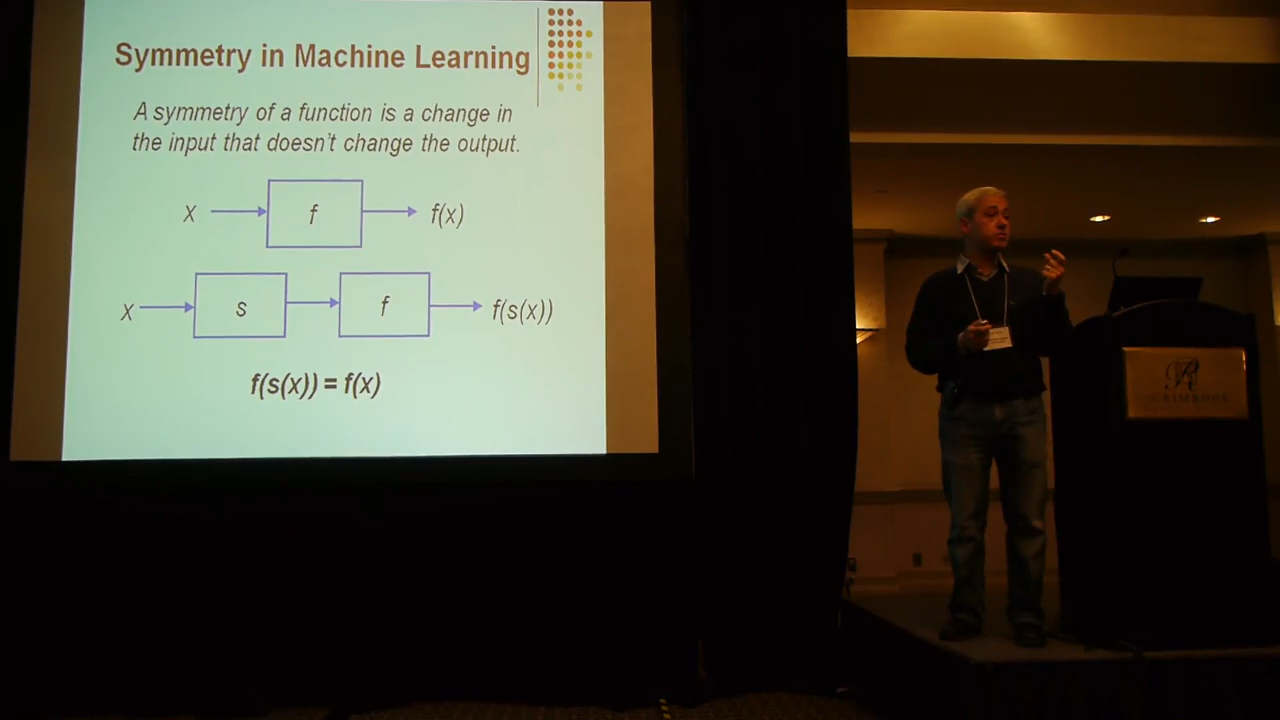 Symmetry in Machine Learning
A symmetry of a function is a change in
the input that doesn't change the output.
X f f(x)
X s f f(s(x))
f(s(x)) = f(x)